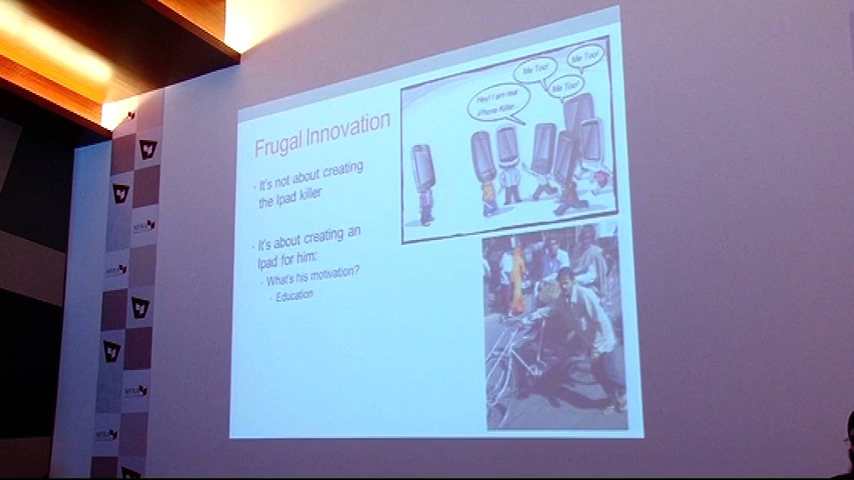 Frugal Innovation
It's not about creating
the Ipad killer
It's about creating an
Ipad for him:
What's his motivation?
Education
Hey! I am real
iPhone Killer...
Me Too!
Me Too!
Me Too!